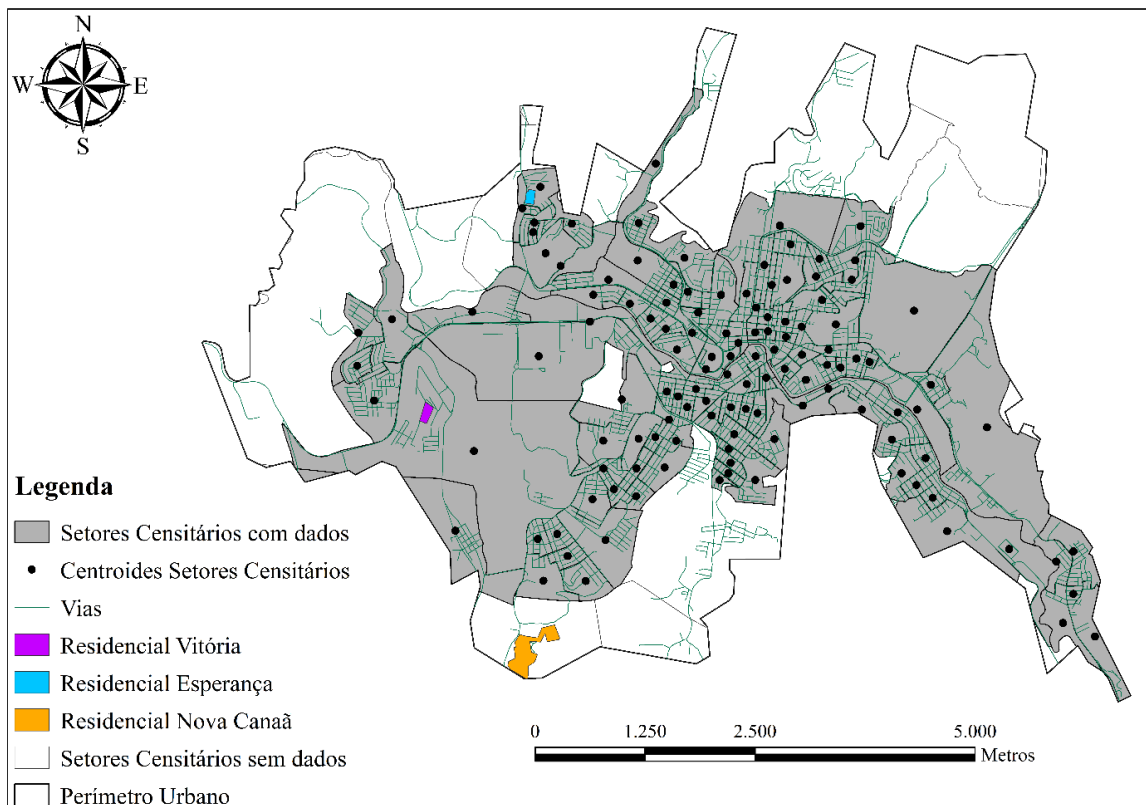 N
W E
S
Legenda
Setores Censitários com dados
Centroides Setores Censitários
Vias
Residencial Vitória
Residencial Esperança
Residencial Nova Canaã
Setores Censitários sem dados
Perímetro Urbano
0 1.250 2.500 5.000
Metros